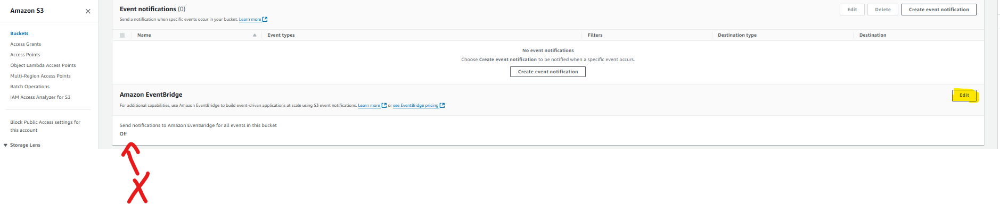 Amazon S3
Buckets
Access Grants
Access Points
Object Lambda Access Points
Multi-Region Access Points
Batch Operations
IAM Access Analyzer for S3
Block Public Access settings for
this account
Storage Lens
Event notifications (0)
Edit
Delete
Create event notification
Send a notification when specific events occur in your bucket. Learn more
Name
Event types
Filters
Destination type
Destination
No event notifications
Choose Create event notification to be notified when a specific event occurs.
Create event notification
Amazon EventBridge
Edit
For additional capabilities, use Amazon EventBridge to build event-driven applications at scale using S3 event notifications. Learn more or see EventBridge pricing
Send notifications to Amazon EventBridge for all events in this bucket
Off
X